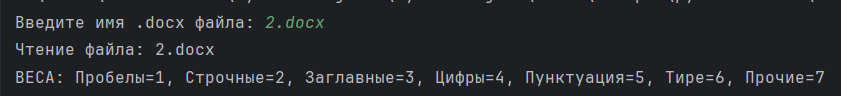 Введите имя .docx файла: 2.docx
Чтение файла: 2.docx
ВЕСА: Пробелы=1, Строчные=2, Заглавные=3, Цифры=4, Пунктуация=5, Тире=6, Прочие=7